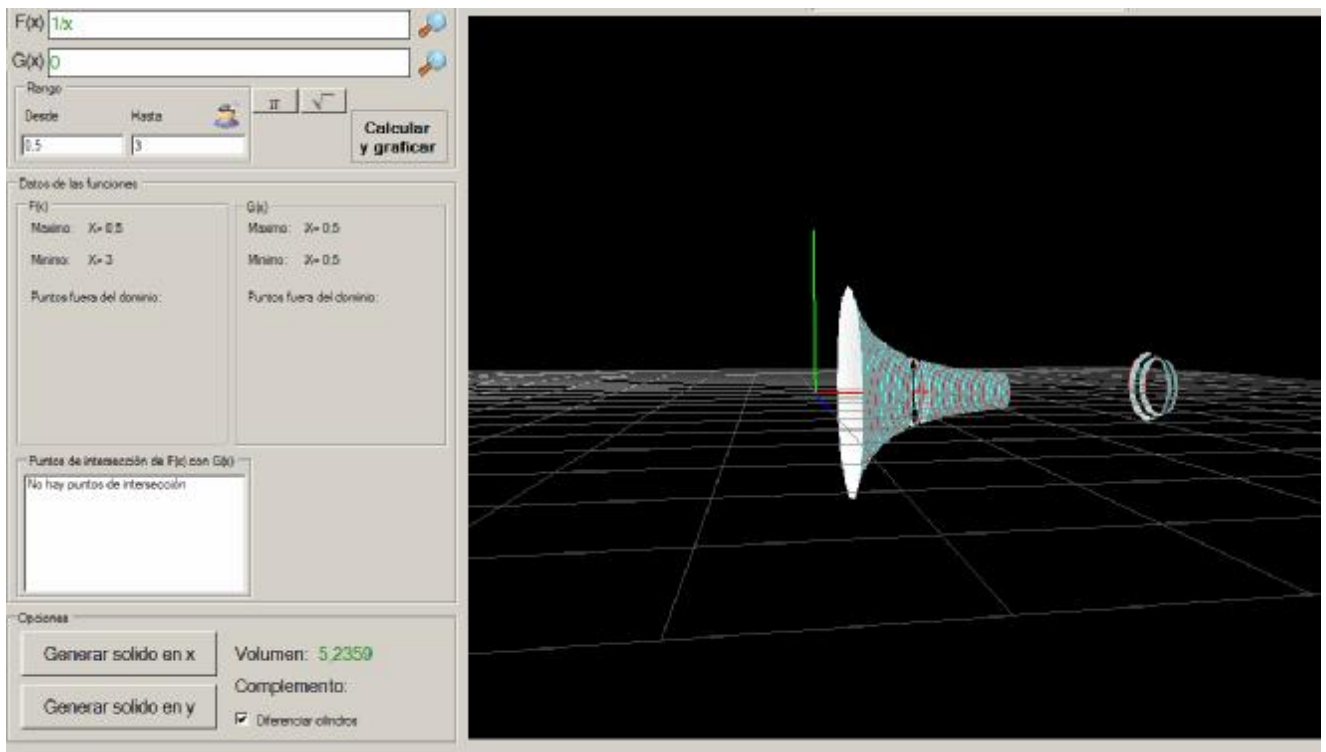 F(x) 1/x
G(x) 0
Rango
Desde Hasta
0.5 3
π √
Calcular
y graficar
Datos de las funciones
F(x)
Maximo: X= 0.5
Minimo: X= 3
Puntos fuera del dominio:
G(x)
Maximo: X= 0.5
Minimo: X= 0.5
Puntos fuera del dominio:
Puntos de intersección de F(x) con G(x)
No hay puntos de intersección
Opciones
Generar solido en x
Generar solido en y
Volumen: 5,2359
Complemento:
Diferenciar cilindros